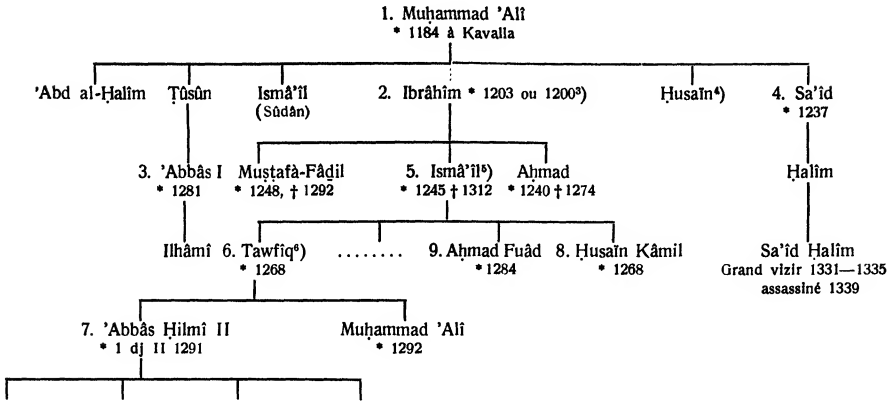 1. Muḥammad 'Alî
* 1184 à Kavalla
'Abd al-Ḥalîm Ṭûsûn Ismâ'îl 2. Ibrâhîm * 1203 ou 1200³) Ḥusaïn⁴) 4. Sa'îd
(Sûdân) * 1237
3. 'Abbâs I Muṣṭafà-Fâḍil 5. Ismâ'îl⁵) Aḥmad Ḥalîm
* 1281 * 1248, † 1292 * 1245 † 1312 * 1240 † 1274
Ilhâmî 6. Tawfîq⁶) ........ 9. Aḥmad Fuâd 8. Ḥusaïn Kâmil Sa'îd Ḥalîm
* 1268 * 1284 * 1268 Grand vizir 1331—1335
assassiné 1339
7. 'Abbâs Ḥilmî II Muḥammad 'Alî
* 1 dj II 1291 * 1292